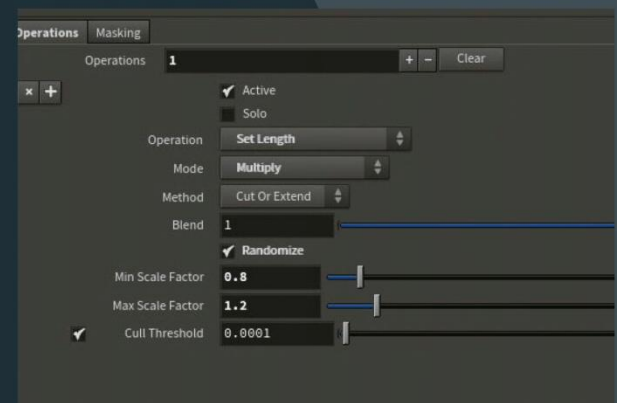 Operations Masking
Operations 1 + - Clear
× +
Active
Solo
Operation Set Length
Mode Multiply
Method Cut Or Extend
Blend 1
Randomize
Min Scale Factor 0.8
Max Scale Factor 1.2
Cull Threshold 0.0001